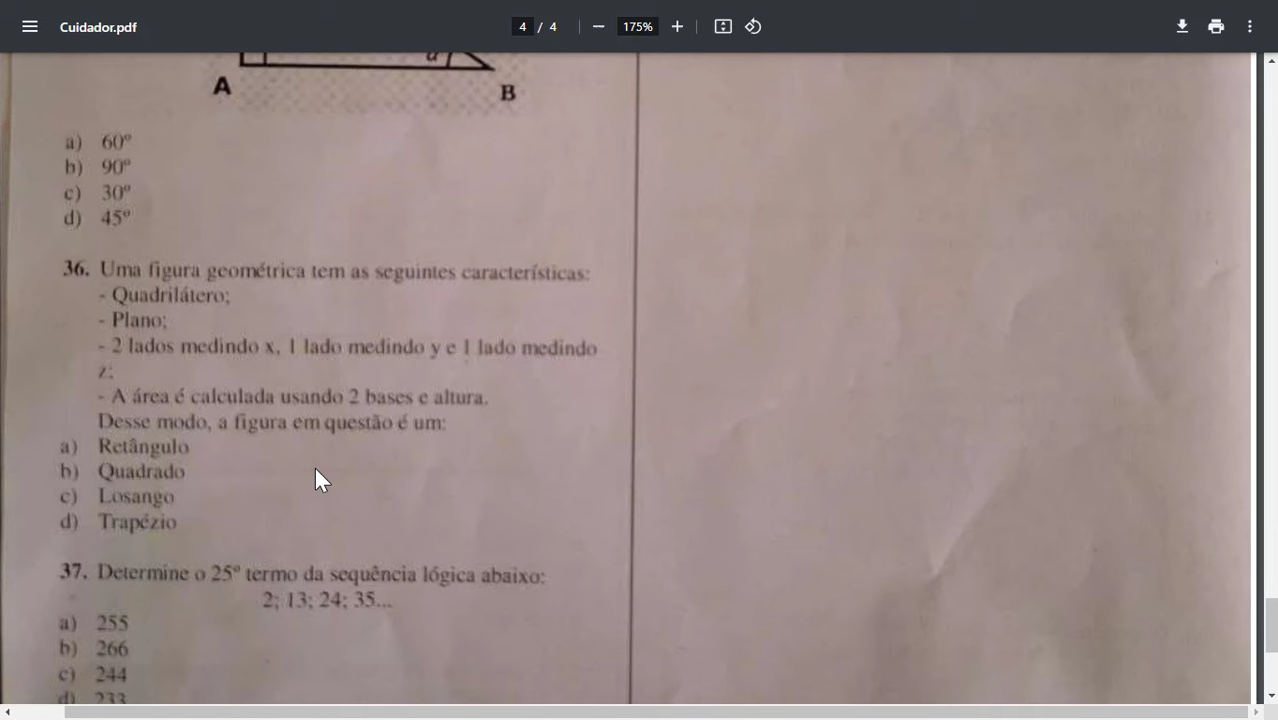 Cuidador.pdf
4 / 4
175%
α
A
B
a) 60º
b) 90º
c) 30º
d) 45º
36. Uma figura geométrica tem as seguintes características:
- Quadrilátero;
- Plano;
- 2 lados medindo x, 1 lado medindo y e 1 lado medindo
z;
- A área é calculada usando 2 bases e altura.
Desse modo, a figura em questão é um:
a) Retângulo
b) Quadrado
c) Losango
d) Trapézio
37. Determine o 25º termo da sequência lógica abaixo:
2; 13; 24; 35...
a) 255
b) 266
c) 244
d) 233